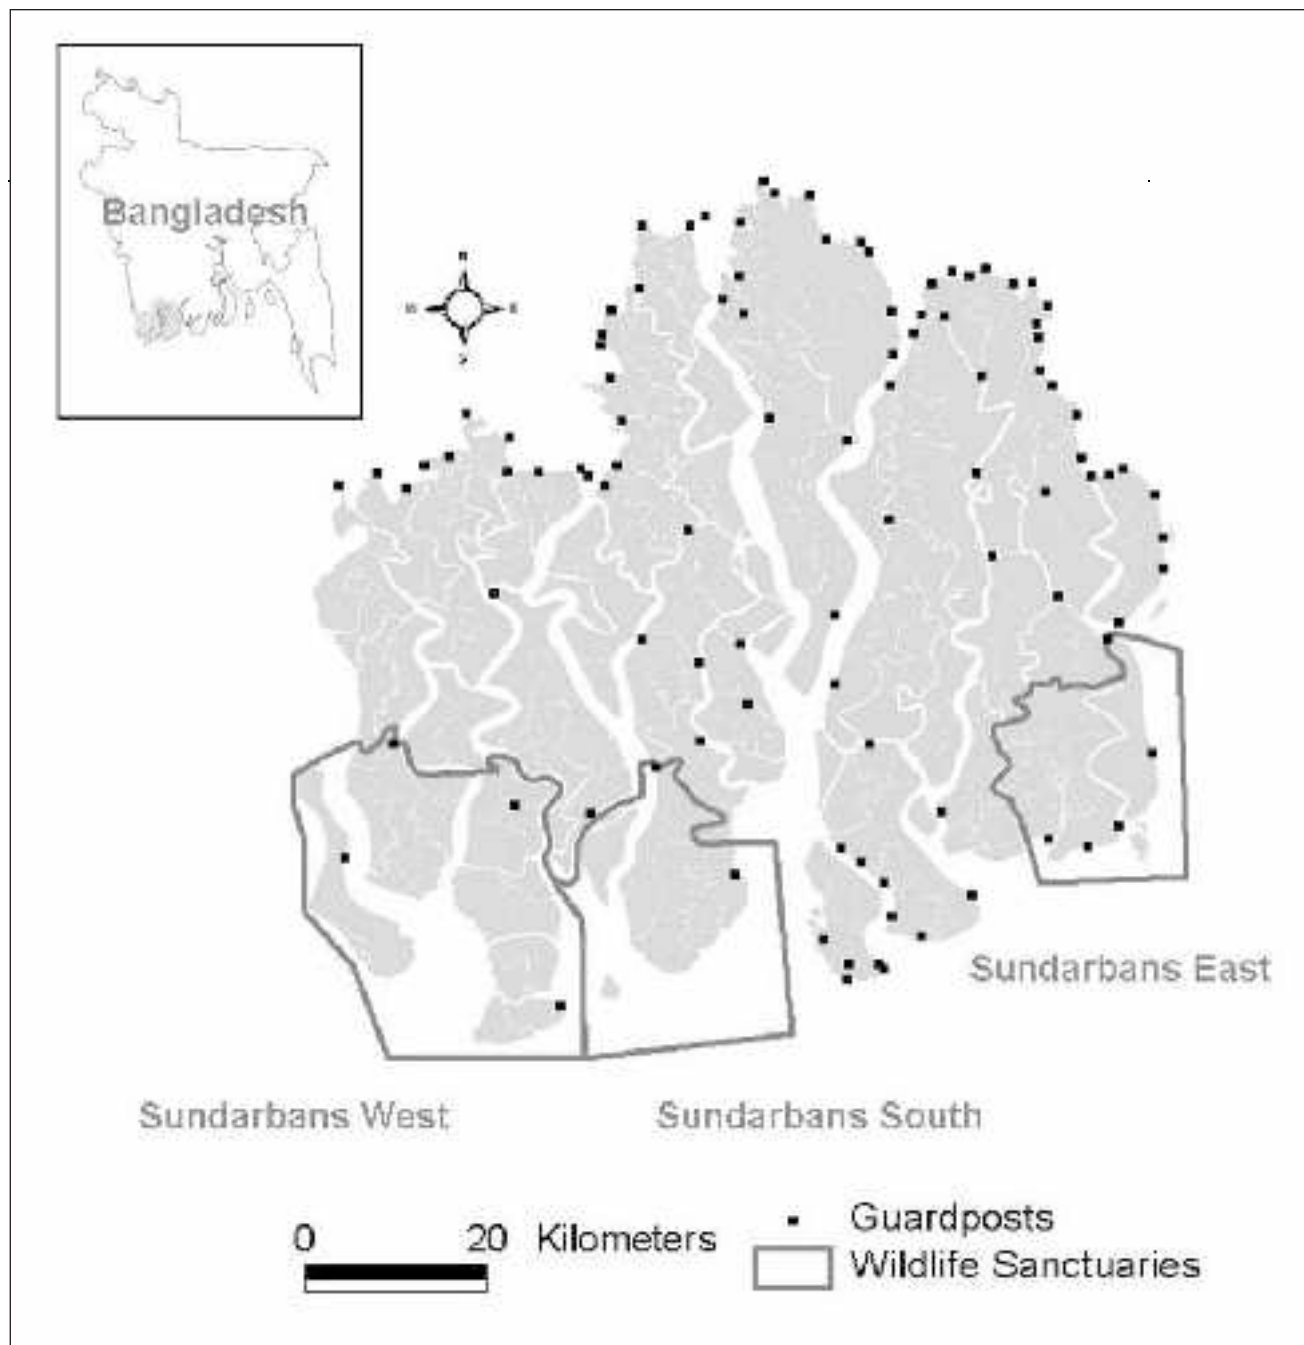 Bangladesh
N
W E
S
Sundarbans East
Sundarbans West
Sundarbans South
0 20 Kilometers
Guardposts
Wildlife Sanctuaries